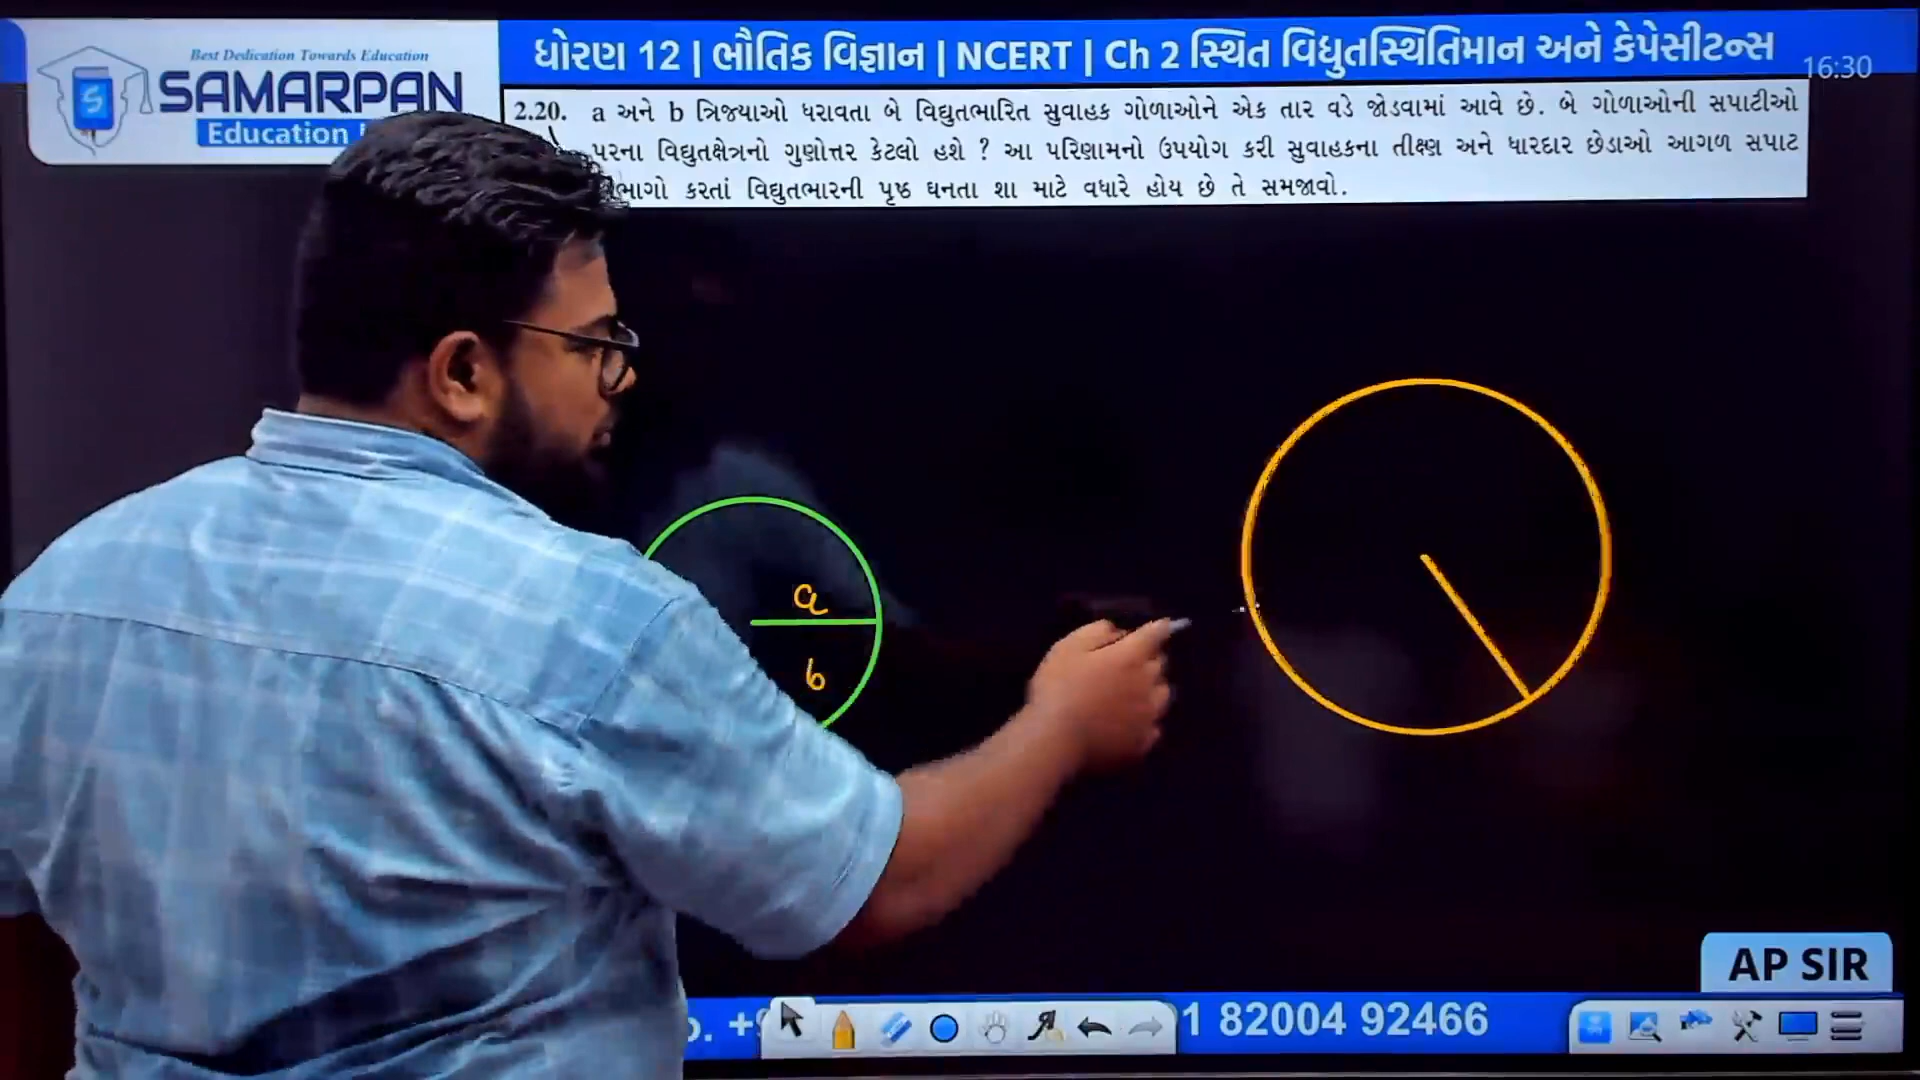 Best Dedication Towards Education
SAMARPAN
Education
ધોરણ 12 | ભૌતિક વિજ્ઞાન | NCERT | Ch 2 સ્થિત વિદ્યુતસ્થિતિમાન અને કેપેસીટન્સ
16:30
2.20. a અને b ત્રિજ્યાઓ ધરાવતા બે વિદ્યુતભારિત સુવાહક ગોળાઓને એક તાર વડે જોડવામાં આવે છે. બે ગોળાઓની સપાટીઓ
પરના વિદ્યુતક્ષેત્રનો ગુણોત્તર કેટલો હશે ? આ પરિણામનો ઉપયોગ કરી સુવાહકના તીક્ષ્ણ અને ધારદાર છેડાઓ આગળ સપાટ
ભાગો કરતાં વિદ્યુતભારની પૃષ્ઠ ઘનતા શા માટે વધારે હોય છે તે સમજાવો.
a
b
AP SIR
1 82004 92466